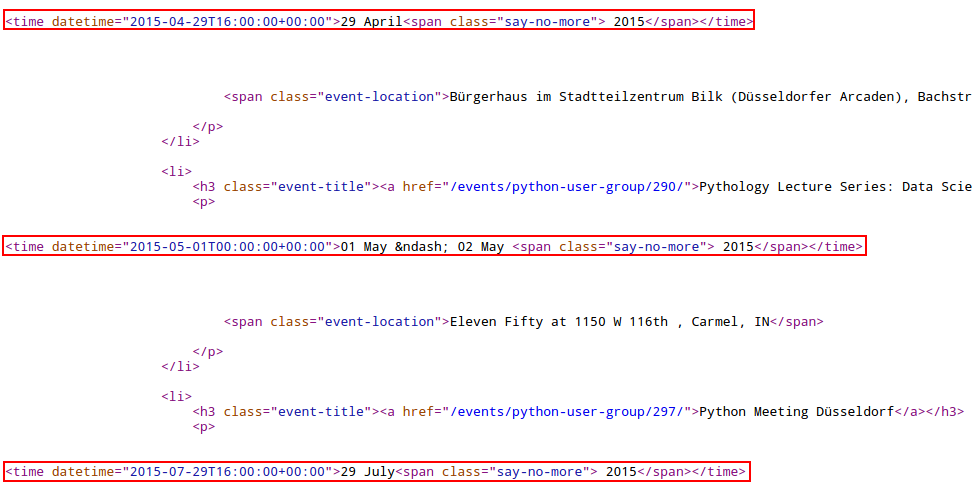 <time datetime="2015-04-29T16:00:00+00:00">29 April<span class="say-no-more"> 2015</span></time>
<span class="event-location">Bürgerhaus im Stadtteilzentrum Bilk (Düsseldorfer Arcaden), Bachstr
</p>
</li>
<li>
<h3 class="event-title"><a href="/events/python-user-group/290/">Pythology Lecture Series: Data Scie
<p>
<time datetime="2015-05-01T00:00:00+00:00">01 May &ndash; 02 May <span class="say-no-more"> 2015</span></time>
<span class="event-location">Eleven Fifty at 1150 W 116th , Carmel, IN</span>
</p>
</li>
<li>
<h3 class="event-title"><a href="/events/python-user-group/297/">Python Meeting Düsseldorf</a></h3>
<p>
<time datetime="2015-07-29T16:00:00+00:00">29 July<span class="say-no-more"> 2015</span></time>